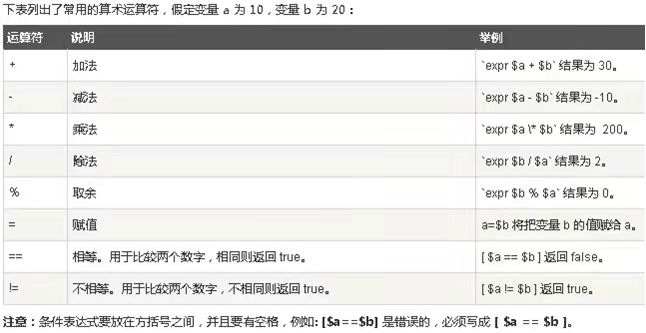 下表列出了常用的算术运算符，假定变量 a 为 10，变量 b 为 20：
运算符 说明 举例
+ 加法 `expr $a + $b` 结果为 30。
- 减法 `expr $a - $b` 结果为 -10。
* 乘法 `expr $a \* $b` 结果为 200。
/ 除法 `expr $b / $a` 结果为 2。
% 取余 `expr $b % $a` 结果为 0。
= 赋值 a=$b 将把变量 b 的值赋给 a。
== 相等。用于比较两个数字，相同则返回 true。 [ $a == $b ] 返回 false。
!= 不相等。用于比较两个数字，不相同则返回 true。 [ $a != $b ] 返回 true。
注意：条件表达式要放在方括号之间，并且要有空格，例如: [$a==$b] 是错误的，必须写成 [ $a == $b ]。